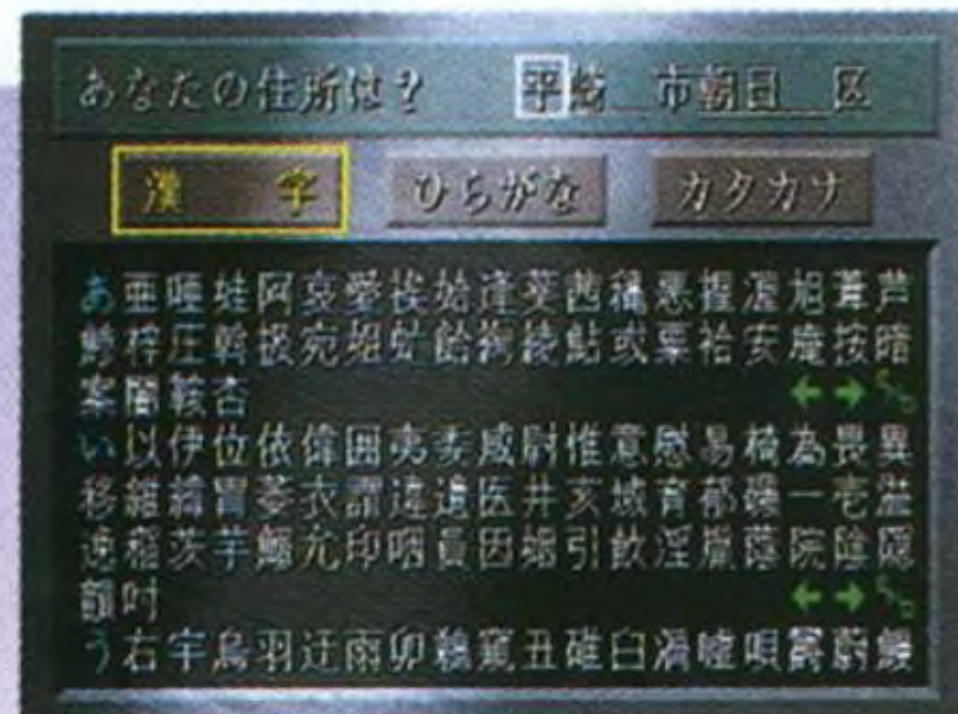 あなたの住所は？　平崎　市朝日　区
漢　字　ひらがな　カタカナ
あ亜唖娃阿哀愛挨姶逢葵茜穐悪握渥旭葦芦
鯵梓圧斡扱宛姐虻飴絢綾鮎或粟袷安庵按暗
案闇鞍杏　←→
い以伊位依偉囲夷委威尉惟意慰易椅為畏異
移維緯胃萎衣謂違遺医井亥域育郁磯一壱溢
逸稲茨芋鰯允印咽員因姻引飲淫胤蔭院陰隠
韻吋　←→
う右宇烏羽迂雨卯鵜窺丑碓臼渦嘘唄欝蔚鰻